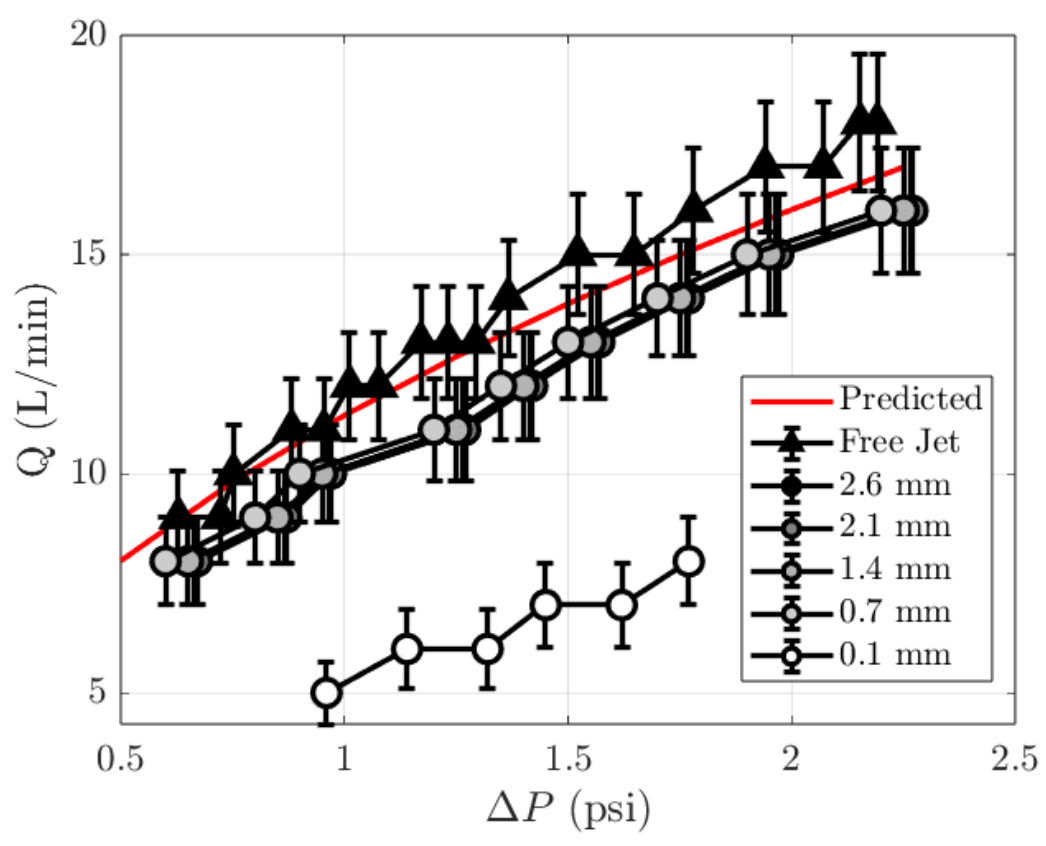 20
15
10
5
Q (L/min)
0.5 1 1.5 2 2.5
ΔP (psi)
Predicted
Free Jet
2.6 mm
2.1 mm
1.4 mm
0.7 mm
0.1 mm